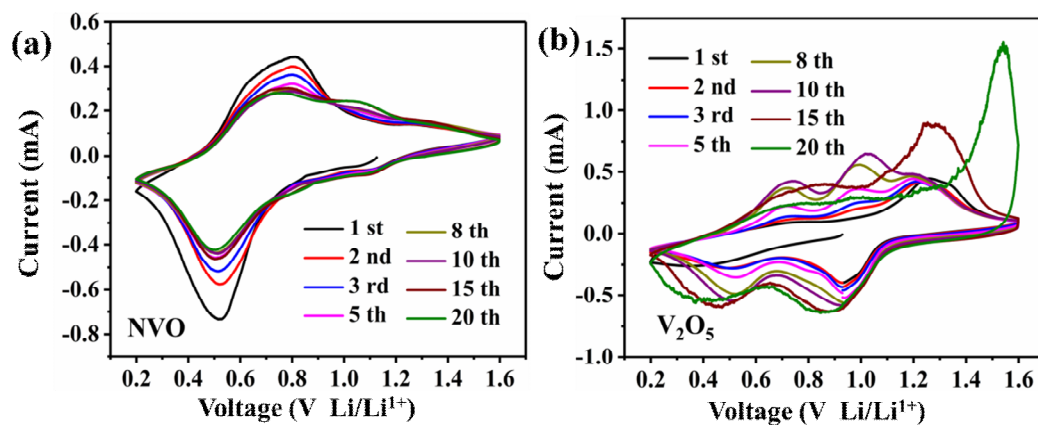 (a)
0.6
0.4
0.2
0.0
-0.2
-0.4
-0.6
-0.8
Current (mA)
1 st
2 nd
3 rd
5 th
8 th
10 th
15 th
20 th
NVO
0.2 0.4 0.6 0.8 1.0 1.2 1.4 1.6
Voltage (V Li/Li¹⁺)
(b)
1.5
1.0
0.5
0.0
-0.5
-1.0
Current (mA)
1 st
2 nd
3 rd
5 th
8 th
10 th
15 th
20 th
V₂O₅
0.2 0.4 0.6 0.8 1.0 1.2 1.4 1.6
Voltage (V Li/Li¹⁺)